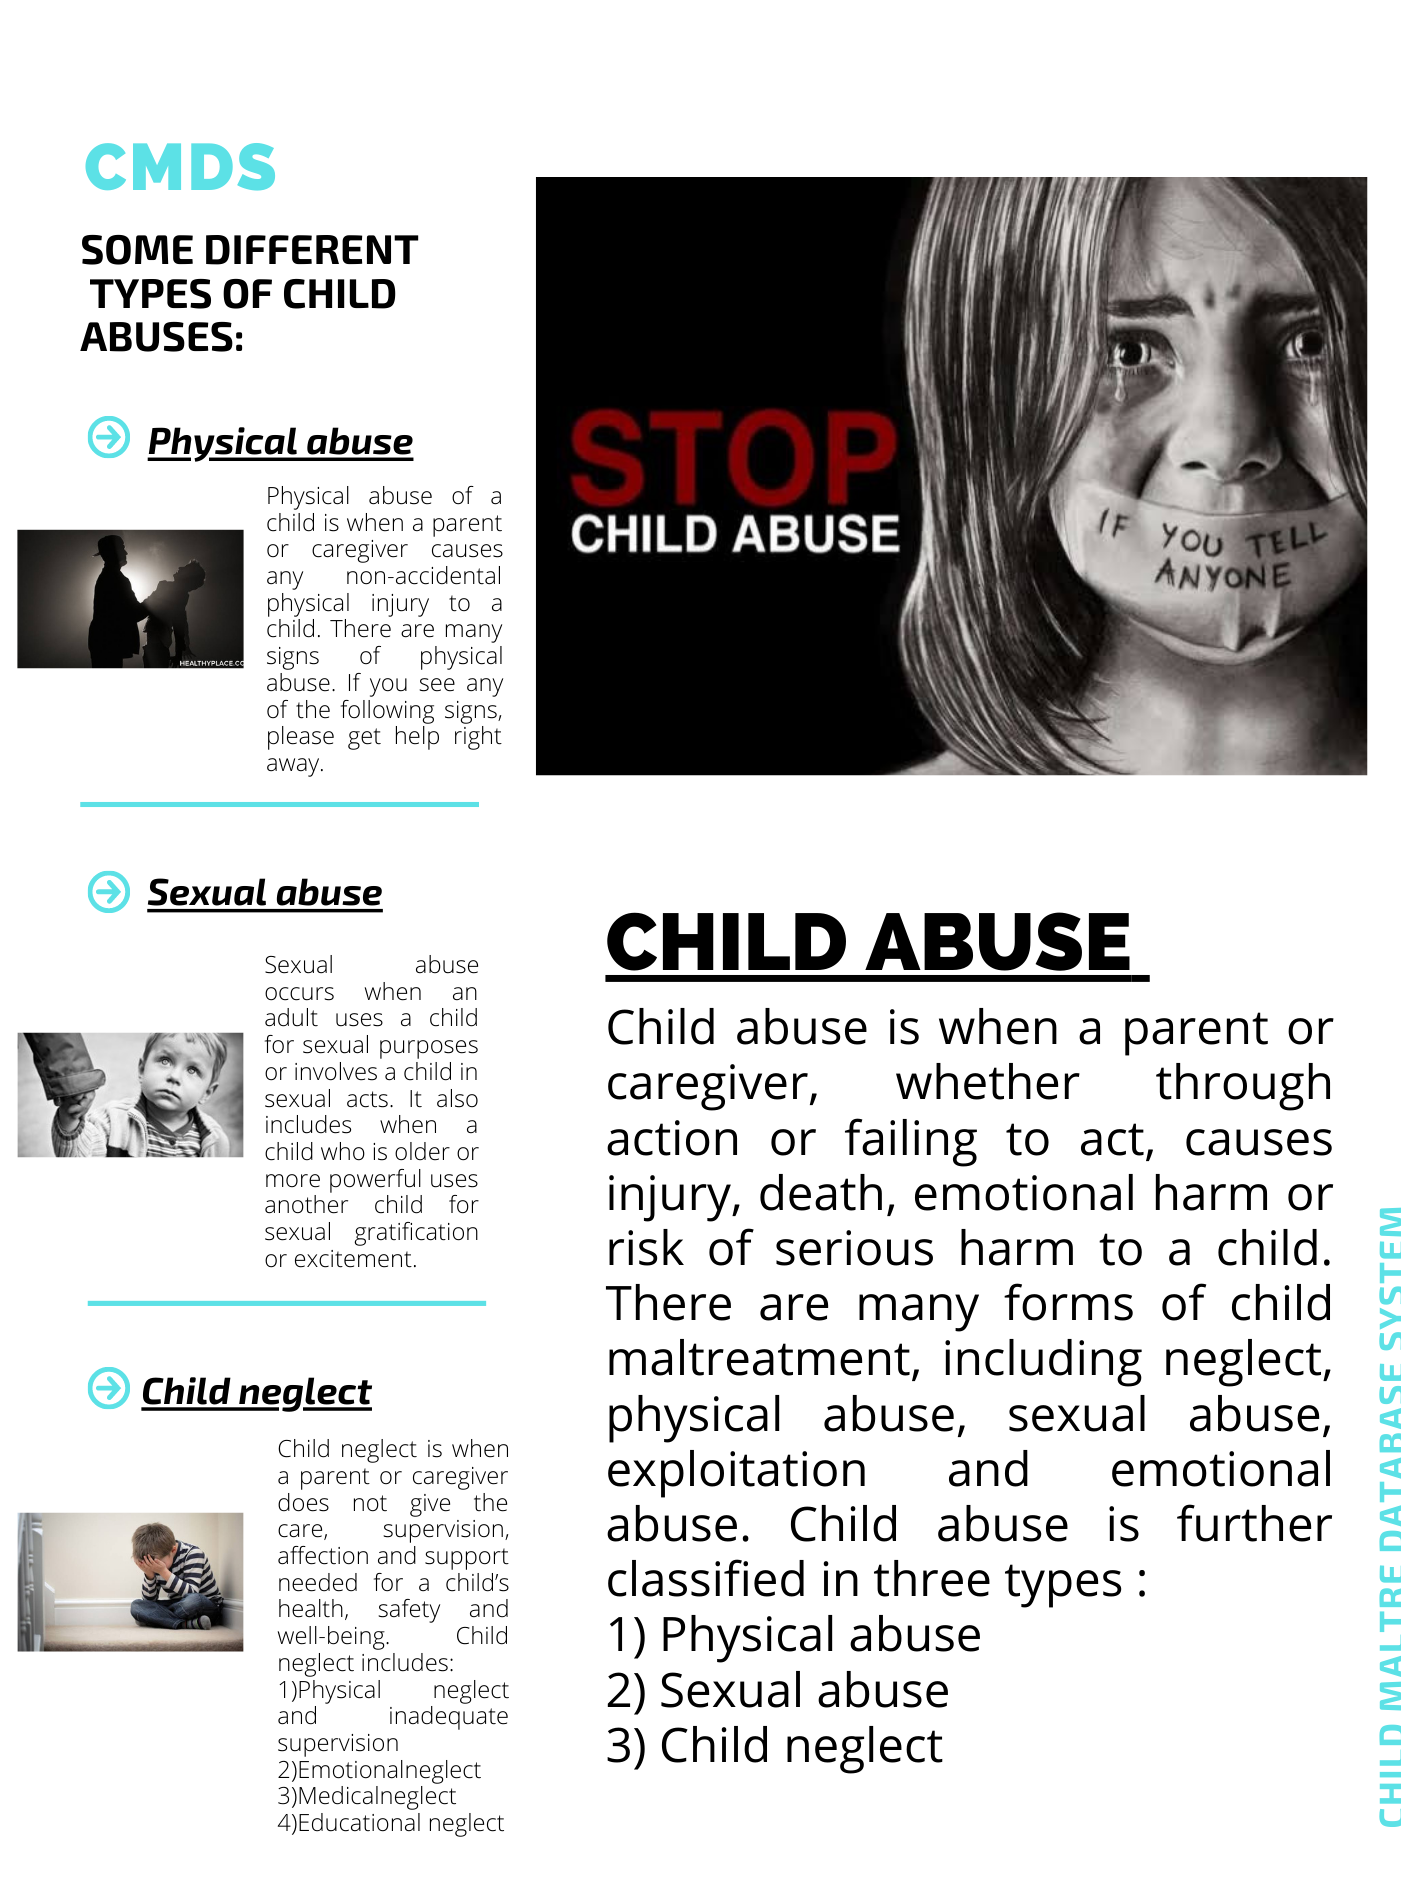 CMDS
SOME DIFFERENT
TYPES OF CHILD
ABUSES:
Physical abuse
Physical abuse of a
child is when a parent
or caregiver causes
any non-accidental
physical injury to a
child. There are many
signs of physical
abuse. If you see any
of the following signs,
please get help right
away.
HEALTHYPLACE.CO
Sexual abuse
Sexual abuse
occurs when an
adult uses a child
for sexual purposes
or involves a child in
sexual acts. It also
includes when a
child who is older or
more powerful uses
another child for
sexual gratification
or excitement.
Child neglect
Child neglect is when
a parent or caregiver
does not give the
care, supervision,
affection and support
needed for a child’s
health, safety and
well-being. Child
neglect includes:
1)Physical neglect
and inadequate
supervision
2)Emotionalneglect
3)Medicalneglect
4)Educational neglect
STOP
CHILD ABUSE
IF YOU TELL
ANYONE
CHILD ABUSE
Child abuse is when a parent or
caregiver, whether through
action or failing to act, causes
injury, death, emotional harm or
risk of serious harm to a child.
There are many forms of child
maltreatment, including neglect,
physical abuse, sexual abuse,
exploitation and emotional
abuse. Child abuse is further
classified in three types :
1) Physical abuse
2) Sexual abuse
3) Child neglect
CHILD MALTRE DATABASE SYSTEM